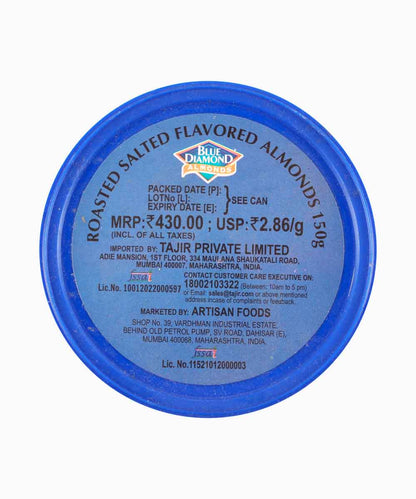 ROASTED SALTED FLAVORED ALMONDS 150g
BLUE
DIAMOND
ALMONDS
PACKED DATE [P]:
LOTNO [L]:
EXPIRY DATE [E]:
SEE CAN
MRP:₹430.00 ; USP:₹2.86/g
(INCL. OF ALL TAXES)
IMPORTED BY: TAJIR PRIVATE LIMITED
ADIE MANSION, 1ST FLOOR, 334 MAULANA SHAUKATALI ROAD,
MUMBAI 400007, MAHARASHTRA, INDIA.
CONTACT CUSTOMER CARE EXECUTIVE ON:
18002103322 (Between: 10am to 5 pm)
or Email: sales@tajir.com or above mentioned
address incase of complaints or feedback.
fssai
Lic.No. 10012022000597
MARKETED BY: ARTISAN FOODS
SHOP No. 39, VARDHMAN INDUSTRIAL ESTATE,
BEHIND OLD PETROL PUMP, SV ROAD, DAHISAR (E),
MUMBAI 400068, MAHARASHTRA, INDIA
fssai
Lic. No.11521012000003